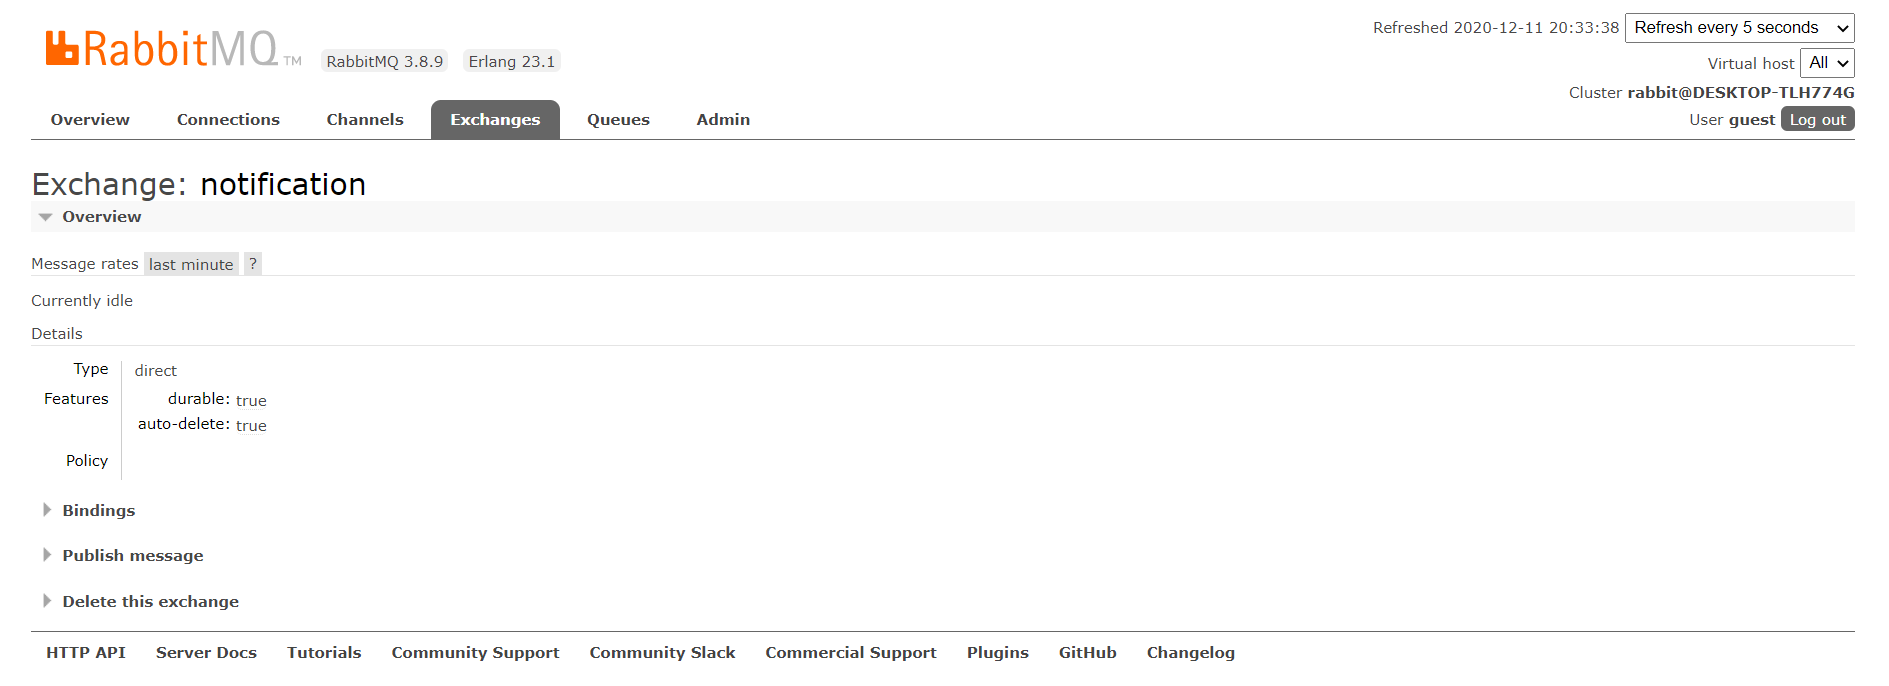 RabbitMQ TM RabbitMQ 3.8.9 Erlang 23.1
Refreshed 2020-12-11 20:33:38 Refresh every 5 seconds
Virtual host All
Cluster rabbit@DESKTOP-TLH774G
User guest Log out
Overview Connections Channels Exchanges Queues Admin
Exchange: notification
Overview
Message rates last minute ?
Currently idle
Details
Type direct
Features durable: true
auto-delete: true
Policy
Bindings
Publish message
Delete this exchange
HTTP API Server Docs Tutorials Community Support Community Slack Commercial Support Plugins GitHub Changelog